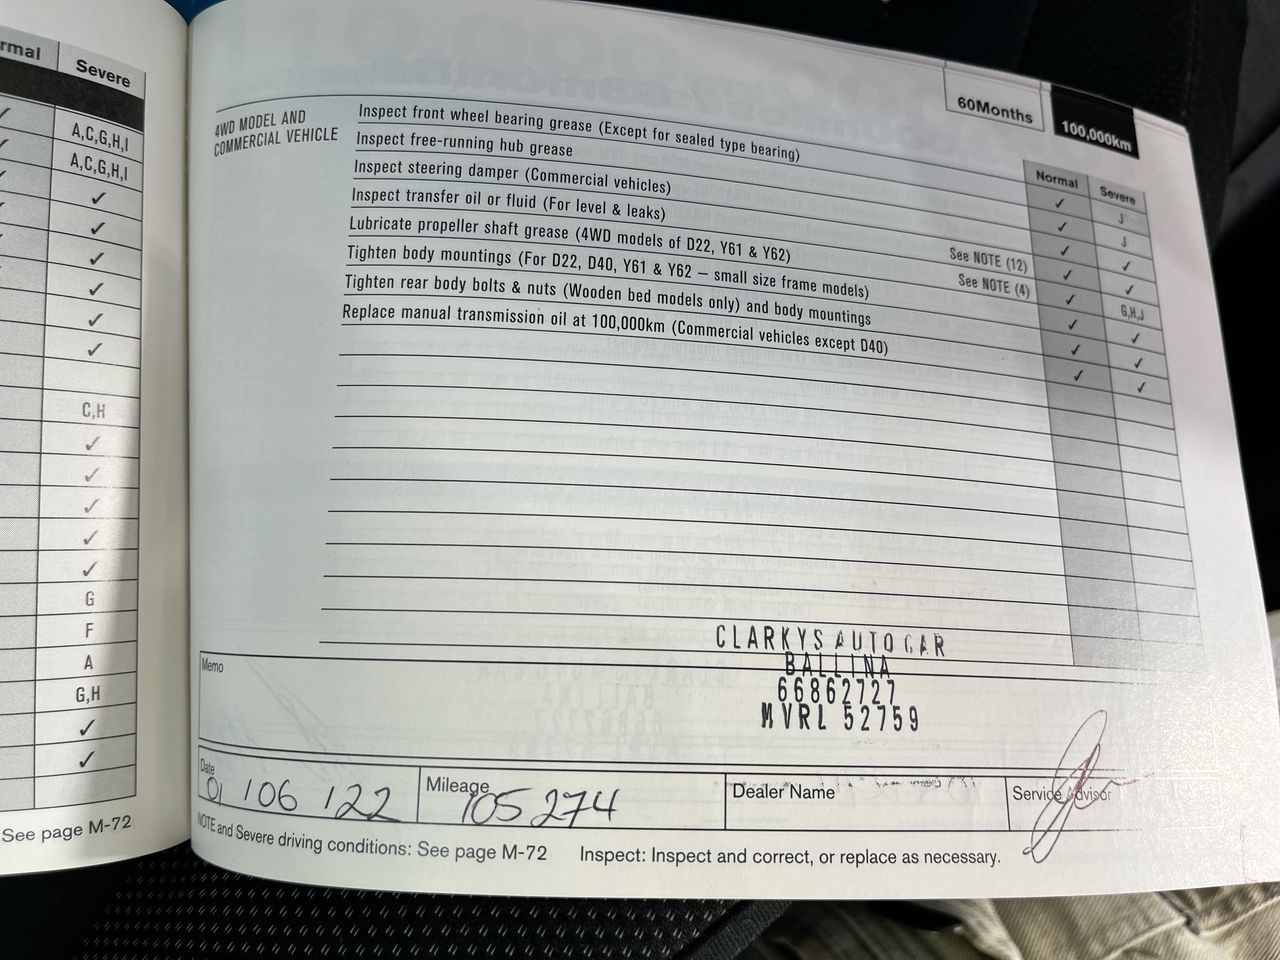 rmal
Severe
A,C,G,H,I
A,C,G,H,I
✓
✓
✓
✓
✓
✓
C,H
✓
✓
✓
✓
✓
G
F
A
G,H
✓
✓
See page M-72
60Months
100,000km
Normal
Severe
4WD MODEL AND
COMMERCIAL VEHICLE
Inspect front wheel bearing grease (Except for sealed type bearing) ✓ J
Inspect free-running hub grease ✓ J
Inspect steering damper (Commercial vehicles) ✓ ✓
Inspect transfer oil or fluid (For level & leaks) ✓ ✓
Lubricate propeller shaft grease (4WD models of D22, Y61 & Y62) See NOTE (12) ✓ G,H,J
Tighten body mountings (For D22, D40, Y61 & Y62 – small size frame models) See NOTE (4) ✓ ✓
Tighten rear body bolts & nuts (Wooden bed models only) and body mountings ✓ ✓
Replace manual transmission oil at 100,000km (Commercial vehicles except D40) ✓ ✓
CLARKYS AUTO CAR
BALLINA
66862727
MVRL 52759
Memo
Date
01 / 06 / 22
Mileage
105274
Dealer Name
Service Advisor
NOTE and Severe driving conditions: See page M-72
Inspect: Inspect and correct, or replace as necessary.